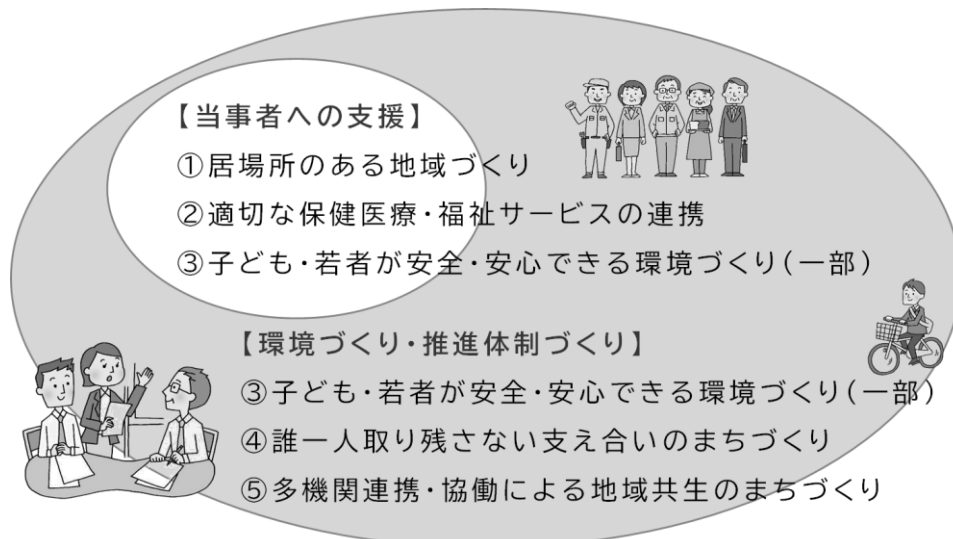 【当事者への支援】
①居場所のある地域づくり
②適切な保健医療・福祉サービスの連携
③子ども・若者が安全・安心できる環境づくり(一部)
【環境づくり・推進体制づくり】
③子ども・若者が安全・安心できる環境づくり(一部)
④誰一人取り残さない支え合いのまちづくり
⑤多機関連携・協働による地域共生のまちづくり